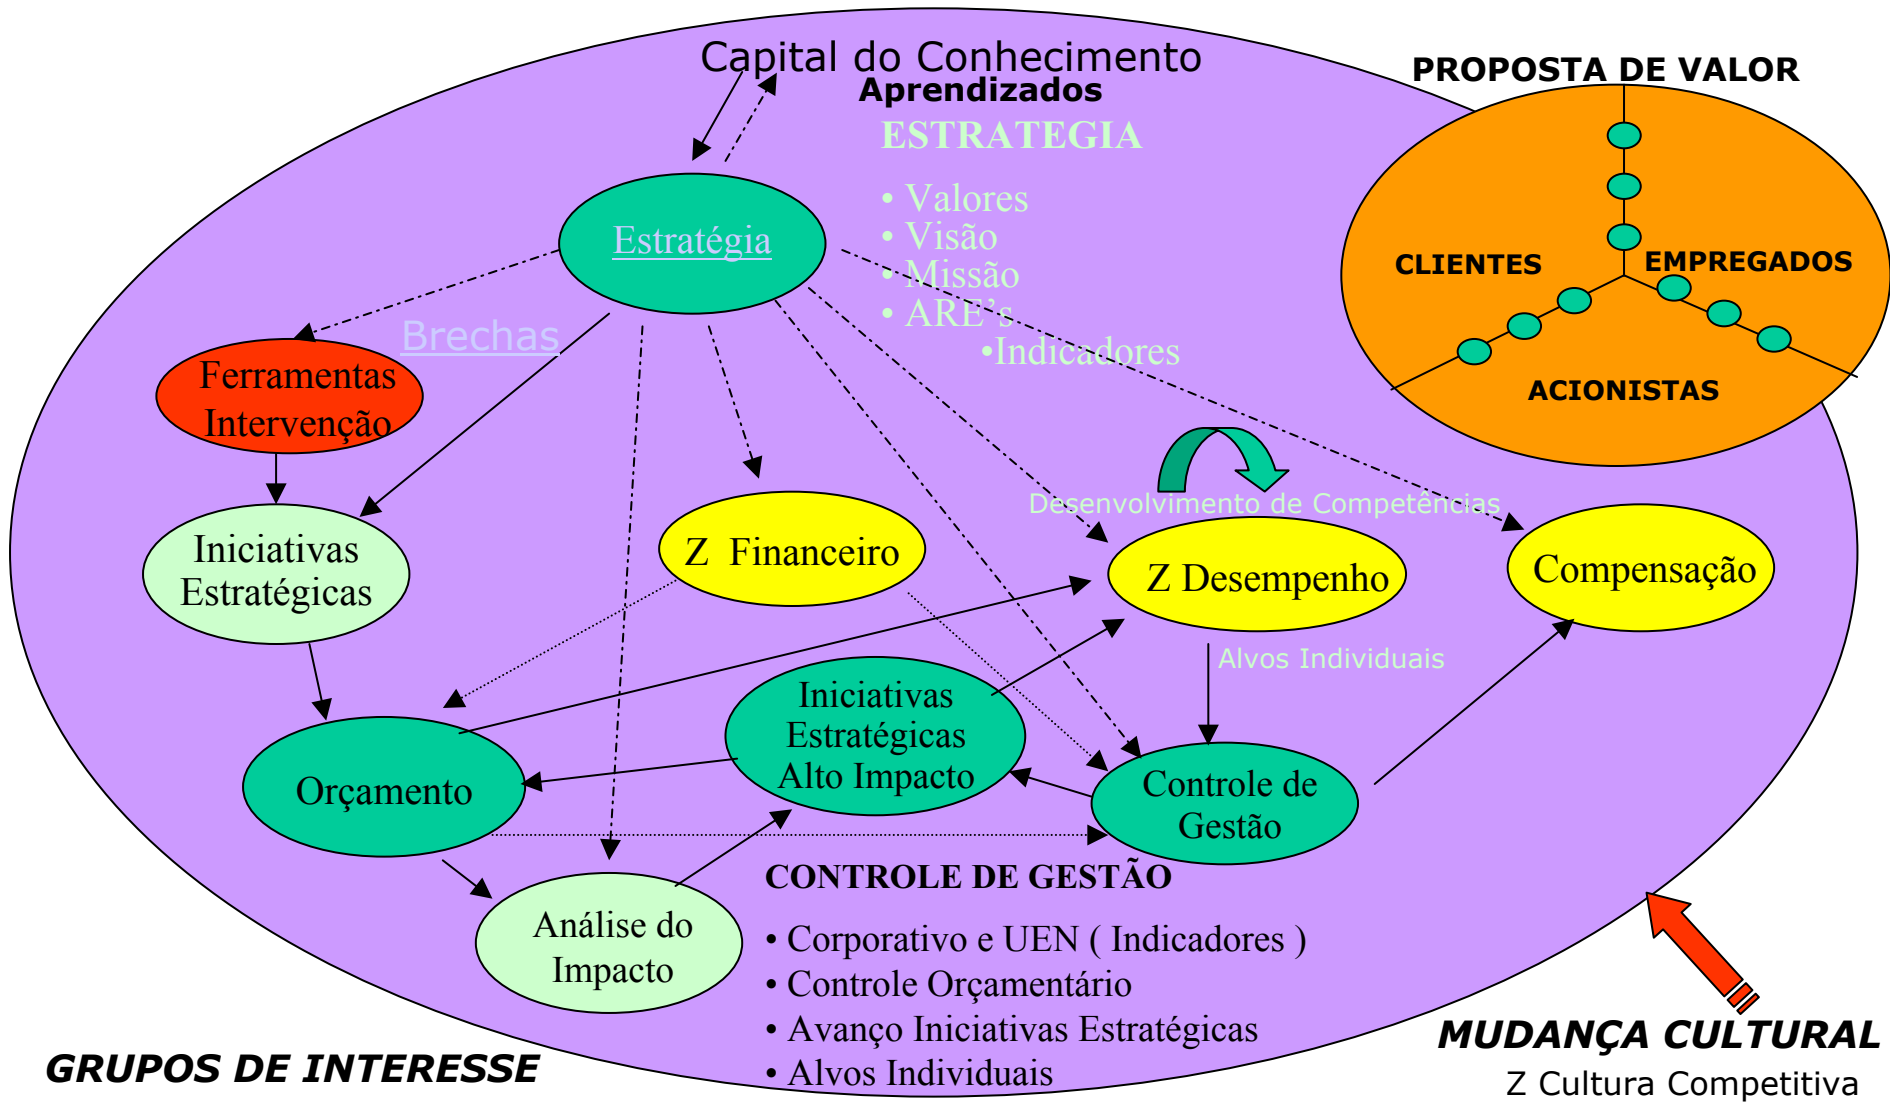 Capital do Conhecimento
Aprendizados
PROPOSTA DE VALOR
ESTRATEGIA
• Valores
• Visão
• Missão
• ARE’s
•Indicadores
Estratégia
CLIENTES
EMPREGADOS
ACIONISTAS
Brechas
Ferramentas
Intervenção
Desenvolvimento de Competências
Iniciativas
Estratégicas
Z Financeiro
Z Desempenho
Compensação
Alvos Individuais
Iniciativas
Estratégicas
Alto Impacto
Orçamento
Controle de
Gestão
Análise do
Impacto
CONTROLE DE GESTÃO
• Corporativo e UEN ( Indicadores )
• Controle Orçamentário
• Avanço Iniciativas Estratégicas
• Alvos Individuais
GRUPOS DE INTERESSE
MUDANÇA CULTURAL
Z Cultura Competitiva